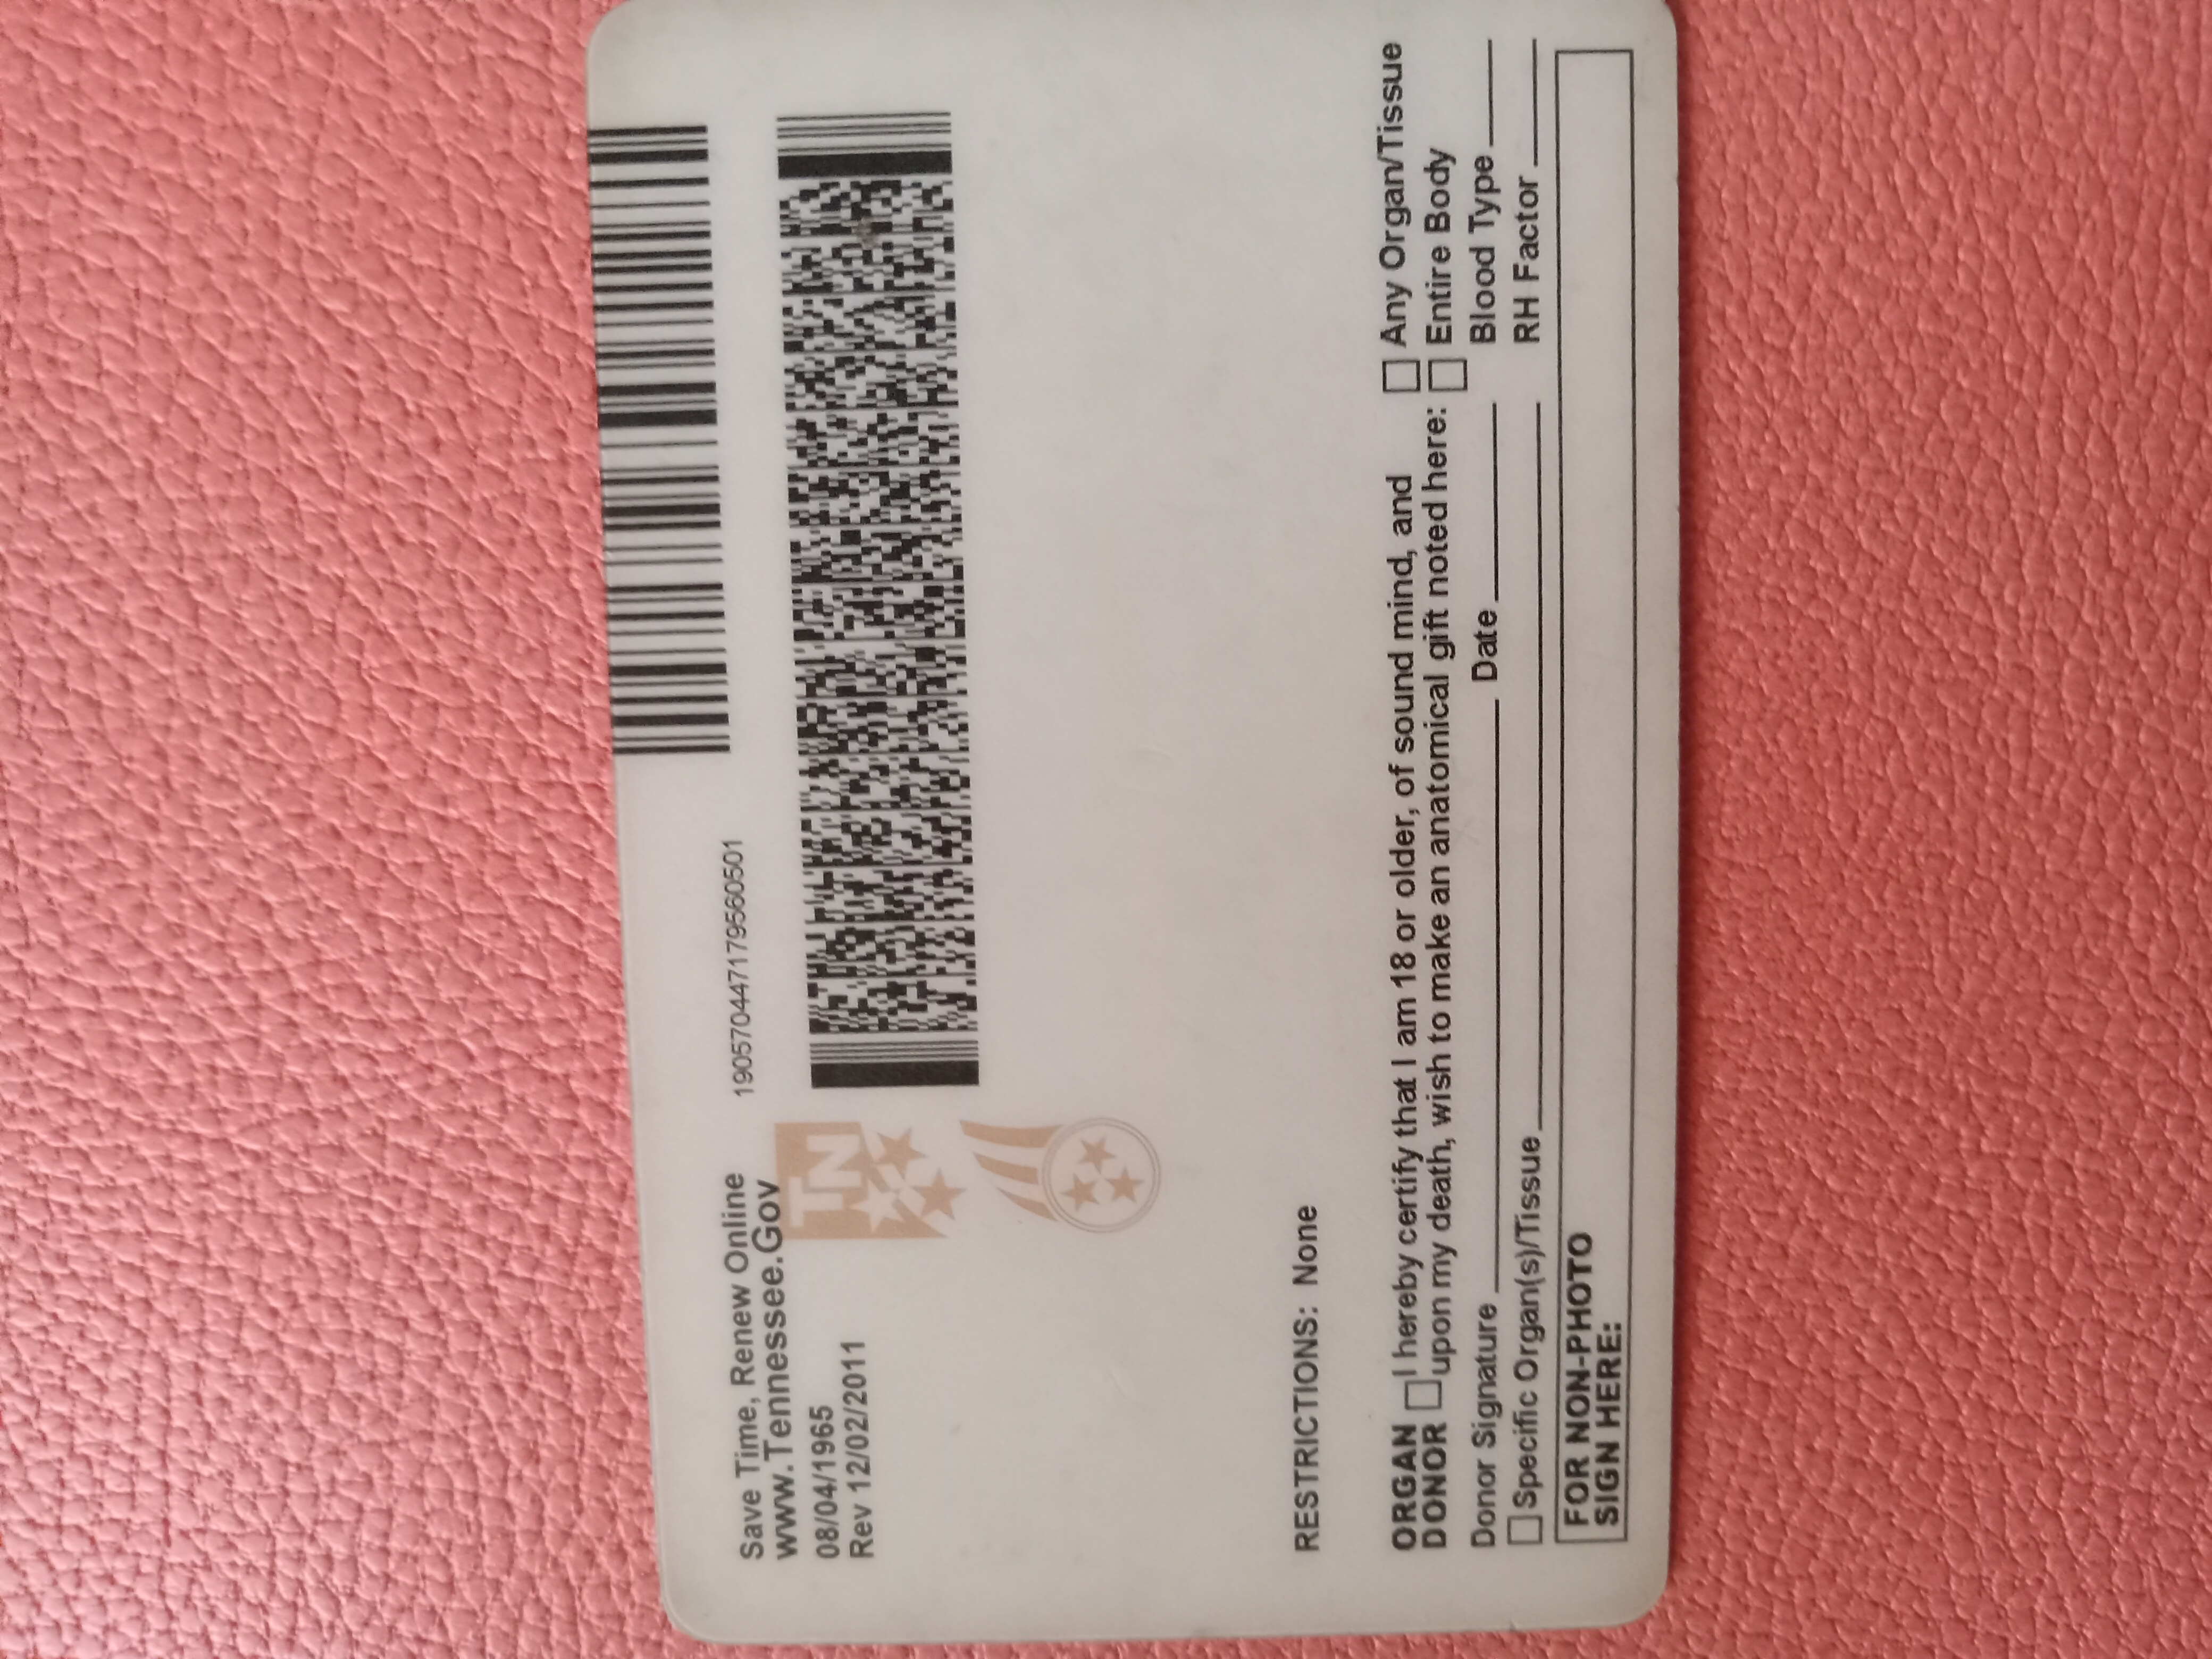 Save Time, Renew Online
www.Tennessee.Gov
190570447179560501
08/04/1965
Rev 12/02/2011
TN
RESTRICTIONS: None
ORGAN I hereby certify that I am 18 or older, of sound mind, and
DONOR upon my death, wish to make an anatomical gift noted here:
Any Organ/Tissue
Entire Body
Donor Signature Date Blood Type
Specific Organ(s)/Tissue RH Factor
FOR NON-PHOTO
SIGN HERE: